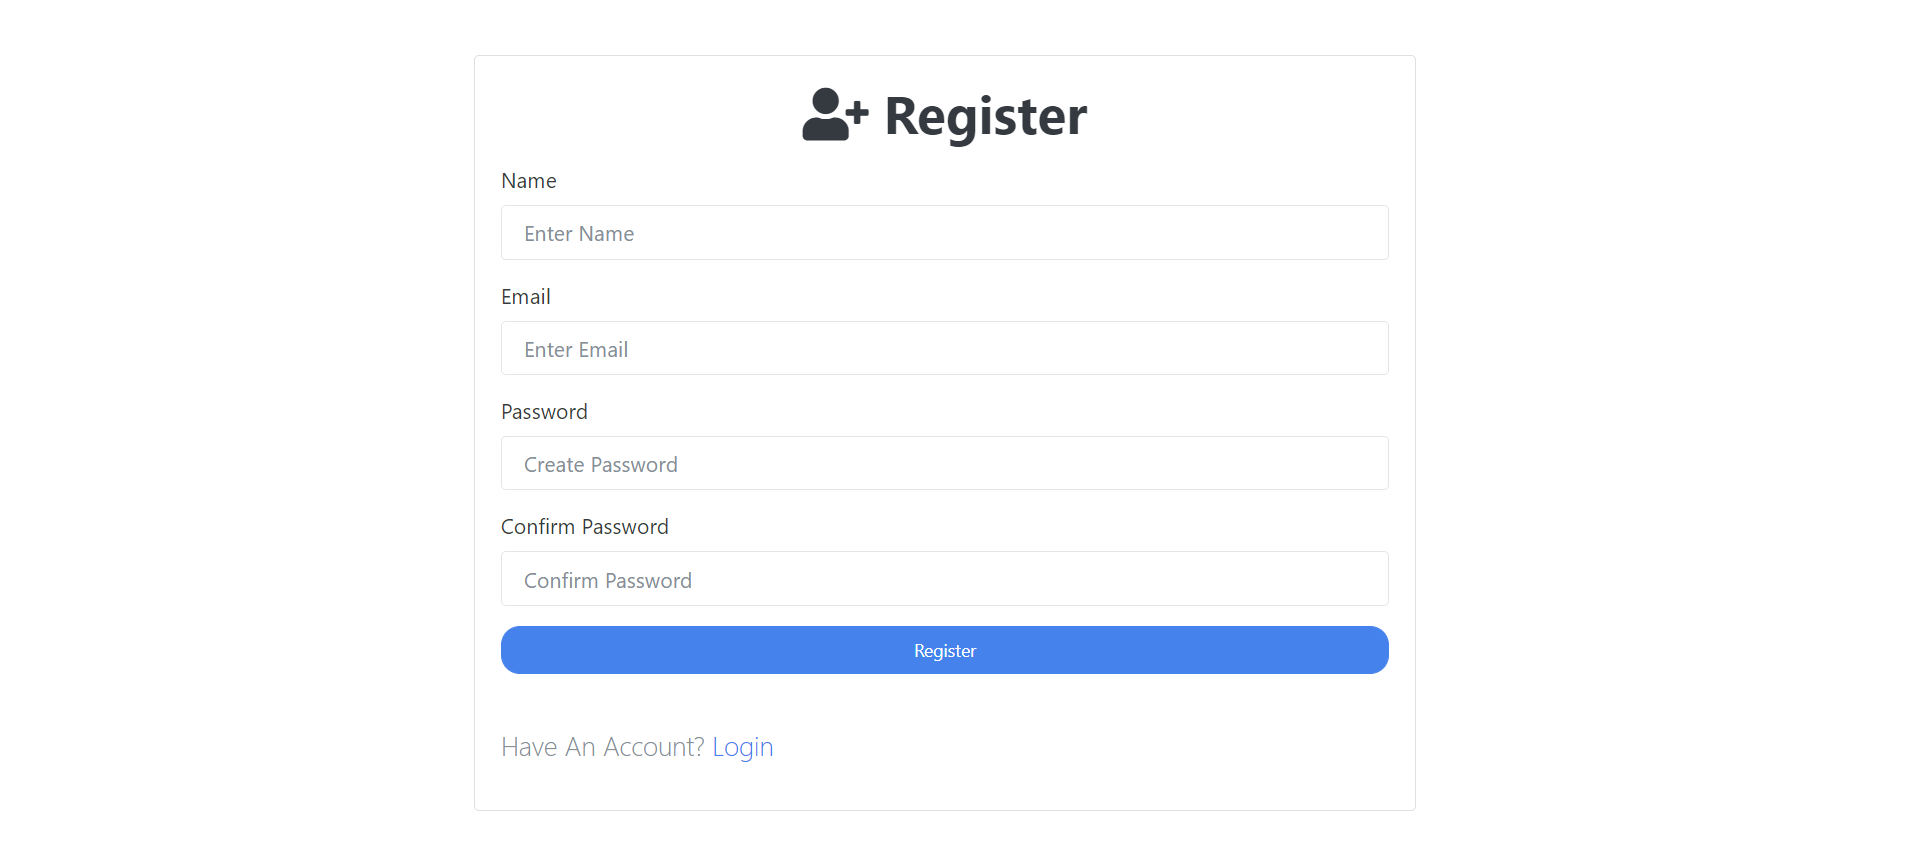 Register
Name
Enter Name
Email
Enter Email
Password
Create Password
Confirm Password
Confirm Password
Register
Have An Account? Login